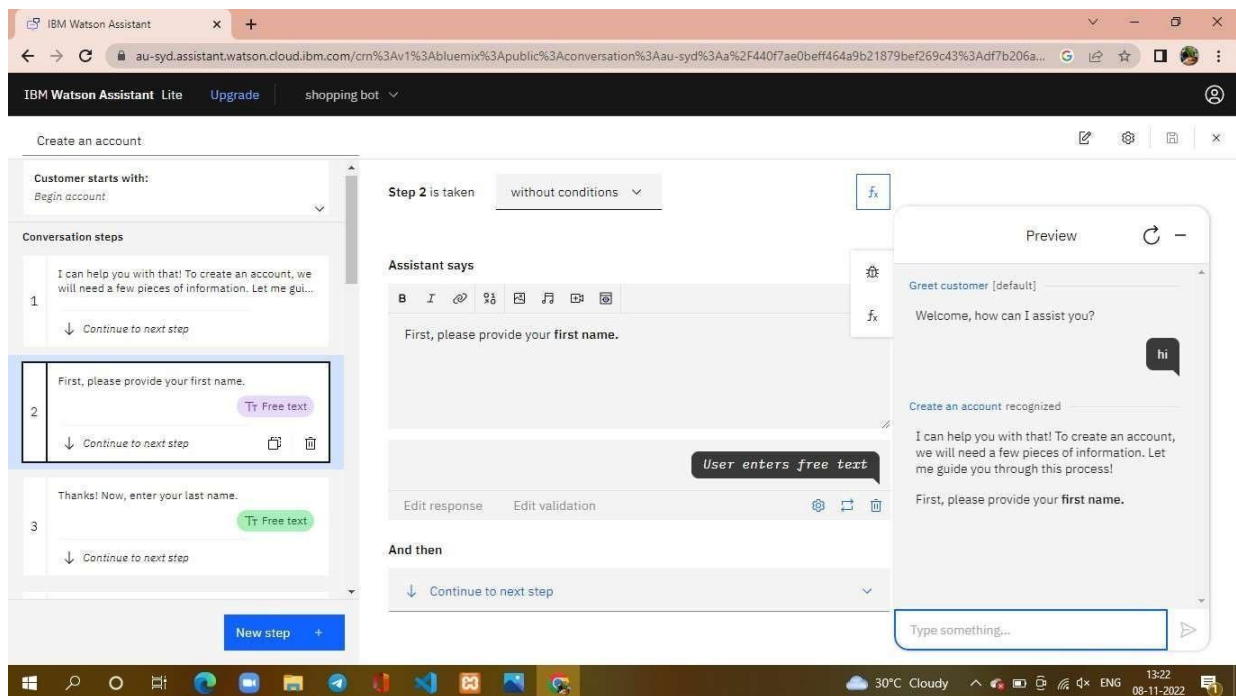 IBM Watson Assistant
au-syd.assistant.watson.cloud.ibm.com/crn%3Av1%3Abluemix%3Apublic%3Aconversation%3Aau-syd%3Aa%2F440f7ae0beff464a9b21879bef269c43%3Adf7b206a...
IBM Watson Assistant Lite Upgrade shopping bot
Create an account
Customer starts with:
Begin account
Conversation steps
1
I can help you with that! To create an account, we
will need a few pieces of information. Let me gui...
Continue to next step
2
First, please provide your first name.
Free text
Continue to next step
3
Thanks! Now, enter your last name.
Free text
Continue to next step
New step +
Step 2 is taken without conditions
fx
Assistant says
B I
fx
First, please provide your first name.
User enters free text
Edit response Edit validation
And then
Continue to next step
Preview
Greet customer [default]
Welcome, how can I assist you?
hi
Create an account recognized
I can help you with that! To create an account,
we will need a few pieces of information. Let
me guide you through this process!
First, please provide your first name.
Type something...
30°C Cloudy ENG 13:22
08-11-2022